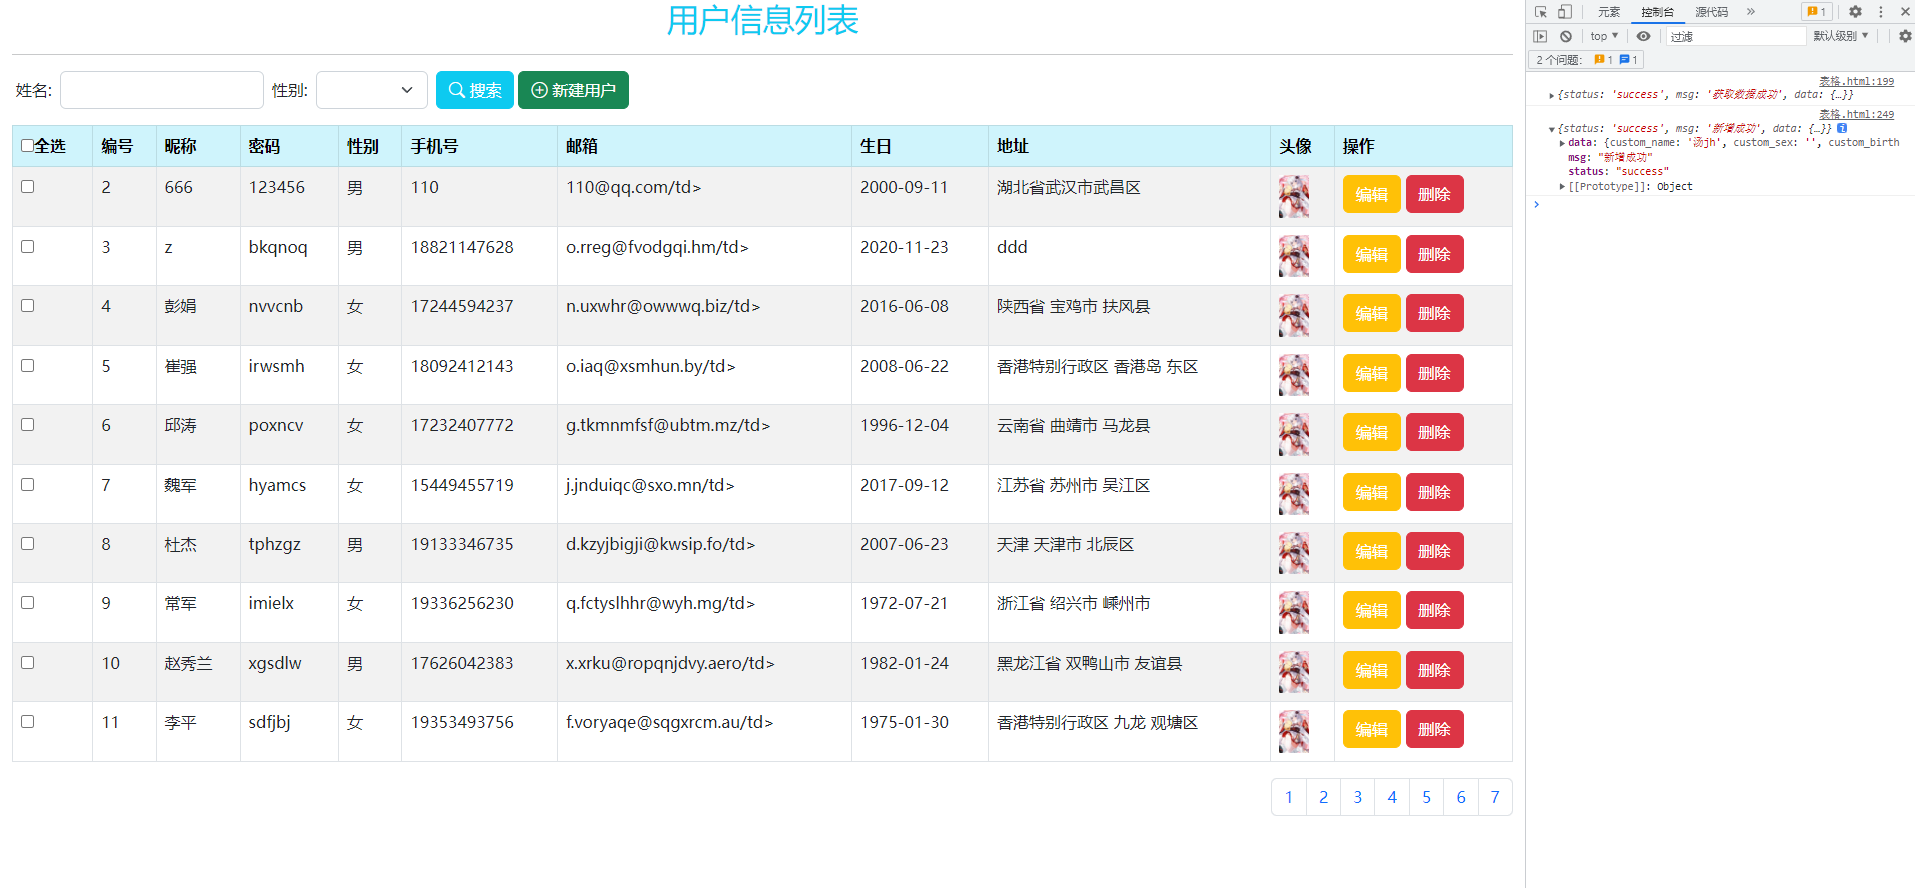 用户信息列表
姓名: 性别: 搜索 新建用户
全选 编号 昵称 密码 性别 手机号 邮箱 生日 地址 头像 操作
2 666 123456 男 110 110@qq.com/td> 2000-09-11 湖北省武汉市武昌区 编辑 删除
3 z bkqnoq 男 18821147628 o.rreg@fvodgqi.hm/td> 2020-11-23 ddd 编辑 删除
4 彭娟 nvvcnb 女 17244594237 n.uxwhr@owwwq.biz/td> 2016-06-08 陕西省 宝鸡市 扶风县 编辑 删除
5 崔强 irwsmh 女 18092412143 o.iaq@xsmhun.by/td> 2008-06-22 香港特别行政区 香港岛 东区 编辑 删除
6 邱涛 poxncv 女 17232407772 g.tkmnmfsf@ubtm.mz/td> 1996-12-04 云南省 曲靖市 马龙县 编辑 删除
7 魏军 hyamcs 女 15449455719 j.jnduiqc@sxo.mn/td> 2017-09-12 江苏省 苏州市 吴江区 编辑 删除
8 杜杰 tphzgz 男 19133346735 d.kzyjbigji@kwsip.fo/td> 2007-06-23 天津 天津市 北辰区 编辑 删除
9 常军 imielx 女 19336256230 q.fctyslhhr@wyh.mg/td> 1972-07-21 浙江省 绍兴市 嵊州市 编辑 删除
10 赵秀兰 xgsdlw 男 17626042383 x.xrku@ropqnjdvy.aero/td> 1982-01-24 黑龙江省 双鸭山市 友谊县 编辑 删除
11 李平 sdfjbj 女 19353493756 f.voryaqe@sqgxrcm.au/td> 1975-01-30 香港特别行政区 九龙 观塘区 编辑 删除
1 2 3 4 5 6 7
元素 控制台 源代码 » 1
top 过滤 默认级别
2 个问题: 1 1
表格.html:199
{status: 'success', msg: '获取数据成功', data: {…}}
表格.html:249
{status: 'success', msg: '新增成功', data: {…}} i
data: {custom_name: '汤jh', custom_sex: '', custom_birth
msg: "新增成功"
status: "success"
[[Prototype]]: Object